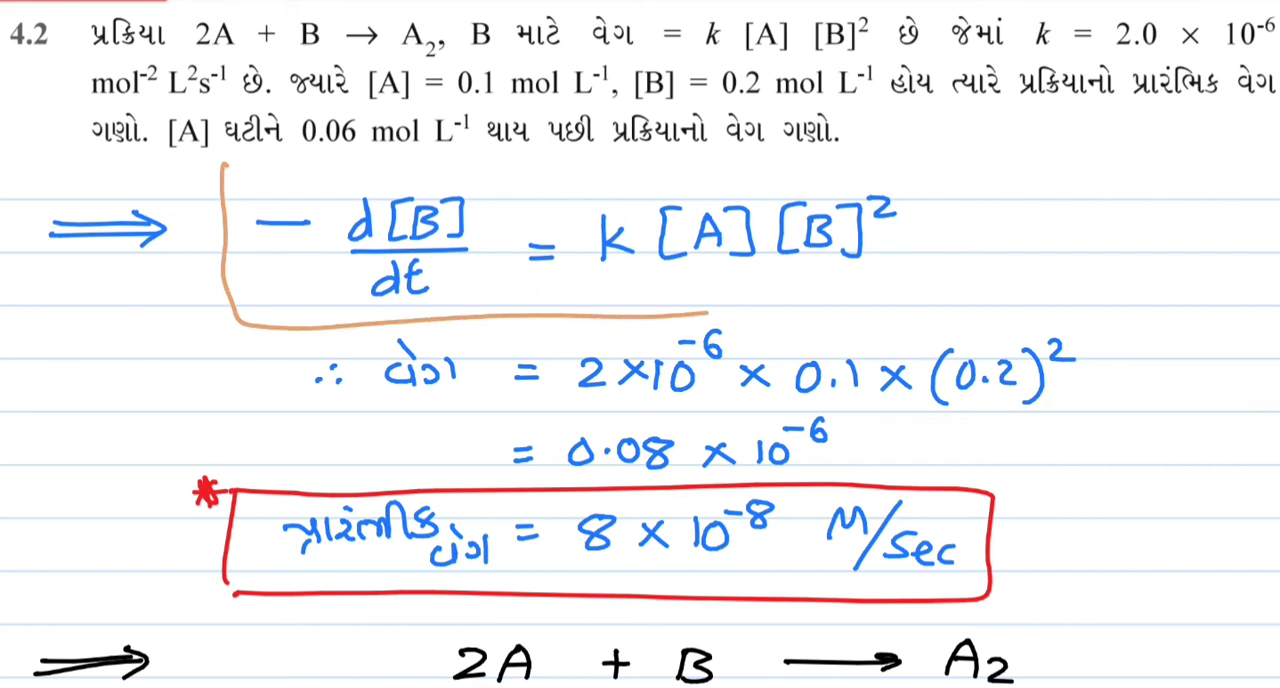 4.2 પ્રક્રિયા 2A + B → A₂, B માટે વેગ = k [A] [B]² છે જેમાં k = 2.0 × 10⁻⁶
mol⁻² L²s⁻¹ છે. જ્યારે [A] = 0.1 mol L⁻¹, [B] = 0.2 mol L⁻¹ હોય ત્યારે પ્રક્રિયાનો પ્રારંભિક વેગ
ગણો. [A] ઘટીને 0.06 mol L⁻¹ થાય પછી પ્રક્રિયાનો વેગ ગણો.
⟹ − d[B]/dt = k [A] [B]²
∴ વેગ = 2×10⁻⁶ × 0.1 × (0.2)²
= 0.08 × 10⁻⁶
* પ્રારંભીક વેગ = 8 × 10⁻⁸ M/sec
⟹ 2A + B ⟶ A₂